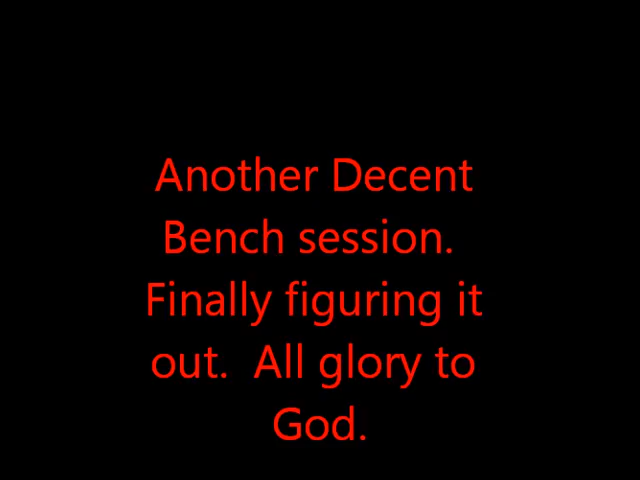 Another Decent
Bench session.
Finally figuring it
out.  All glory to
God.